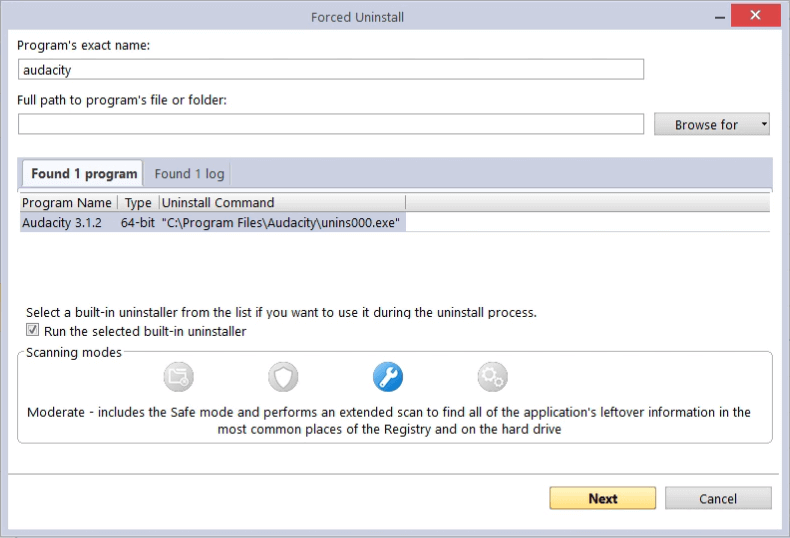 Forced Uninstall
Program's exact name:
audacity
Full path to program's file or folder:
Browse for
Found 1 program Found 1 log
Program Name Type Uninstall Command
Audacity 3.1.2 64-bit "C:\Program Files\Audacity\unins000.exe"
Select a built-in uninstaller from the list if you want to use it during the uninstall process.
Run the selected built-in uninstaller
Scanning modes
Moderate - includes the Safe mode and performs an extended scan to find all of the application's leftover information in the
most common places of the Registry and on the hard drive
Next Cancel